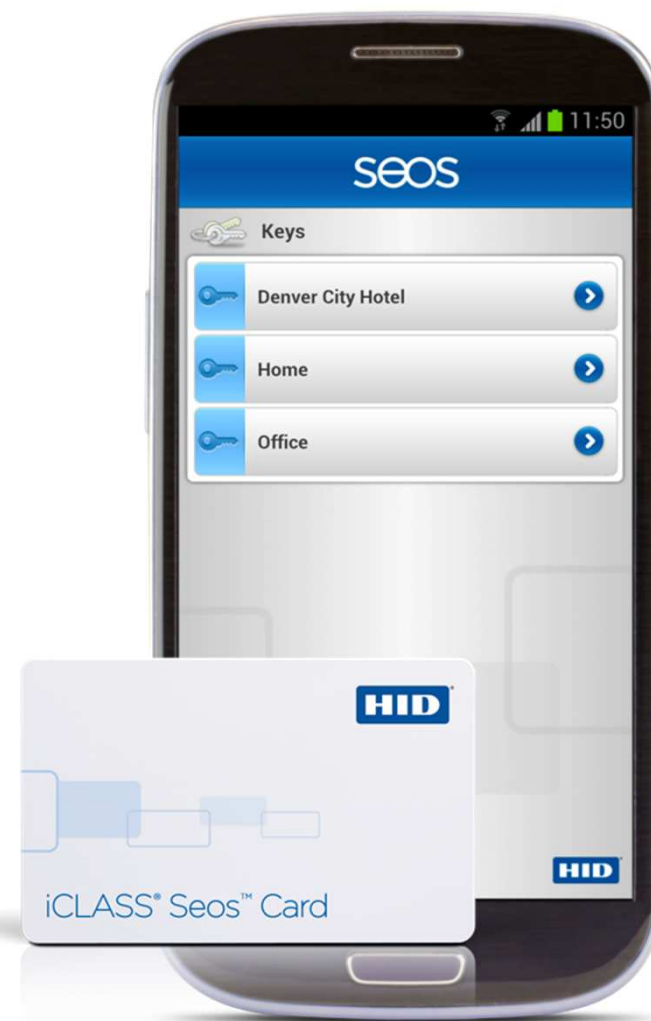 11:50
seos
Keys
Denver City Hotel
Home
Office
HID
iCLASS® Seos™ Card
HID